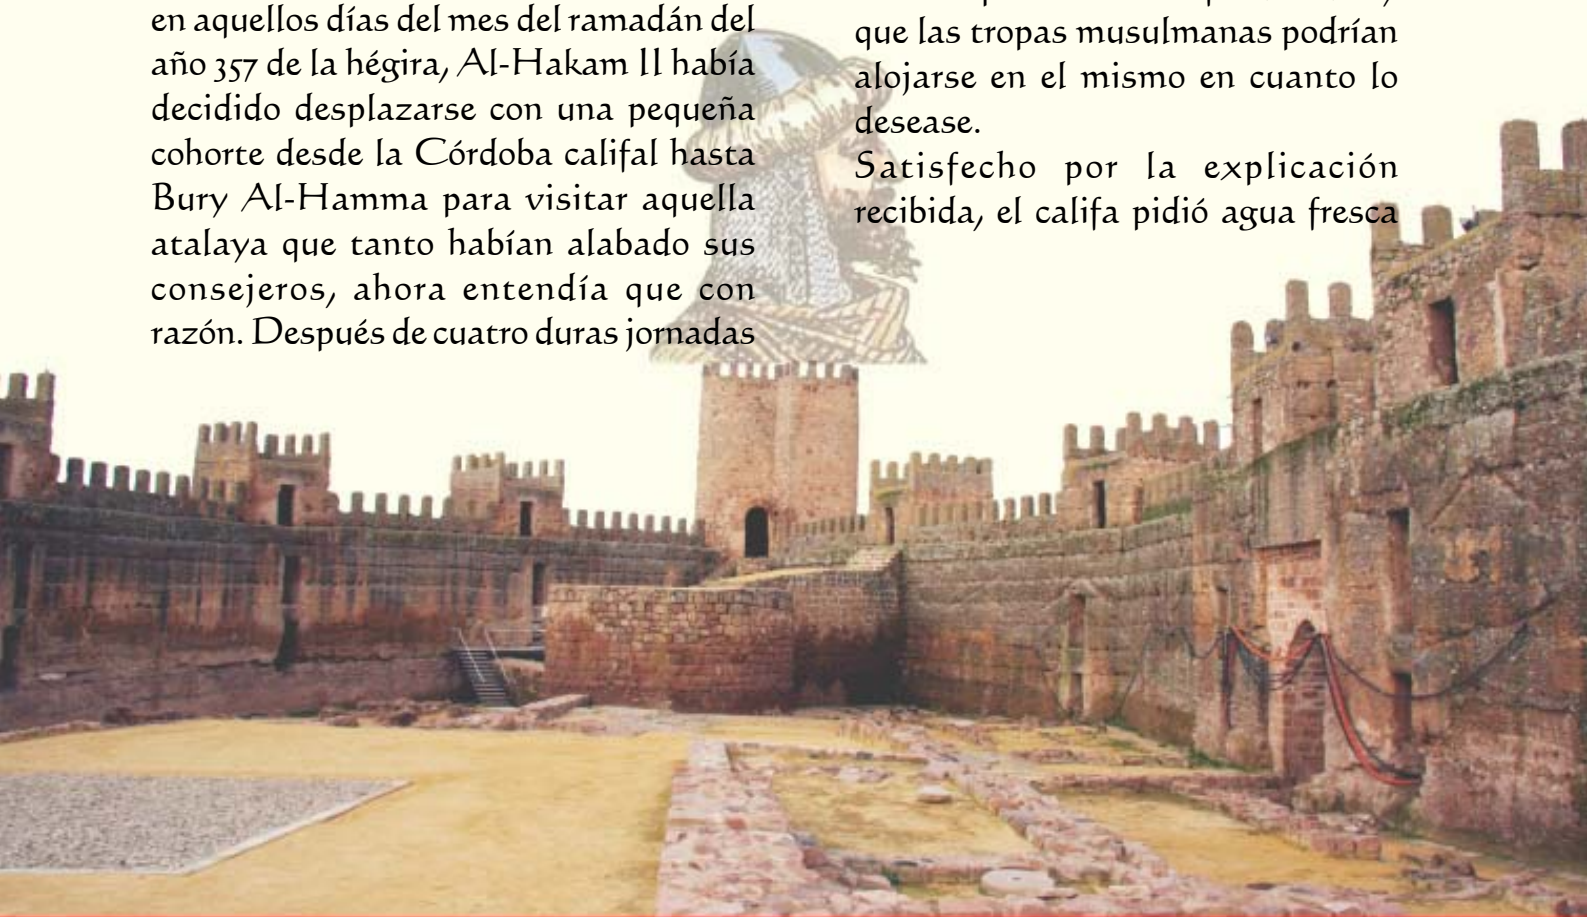 en aquellos días del mes del ramadán del
año 357 de la hégira, Al-Hakam II había
decidido desplazarse con una pequeña
cohorte desde la Córdoba califal hasta
Bury Al-Hamma para visitar aquella
atalaya que tanto habían alabado sus
consejeros, ahora entendía que con
razón. Después de cuatro duras jornadas
que las tropas musulmanas podrían
alojarse en el mismo en cuanto lo
desease.
Satisfecho por la explicación
recibida, el califa pidió agua fresca